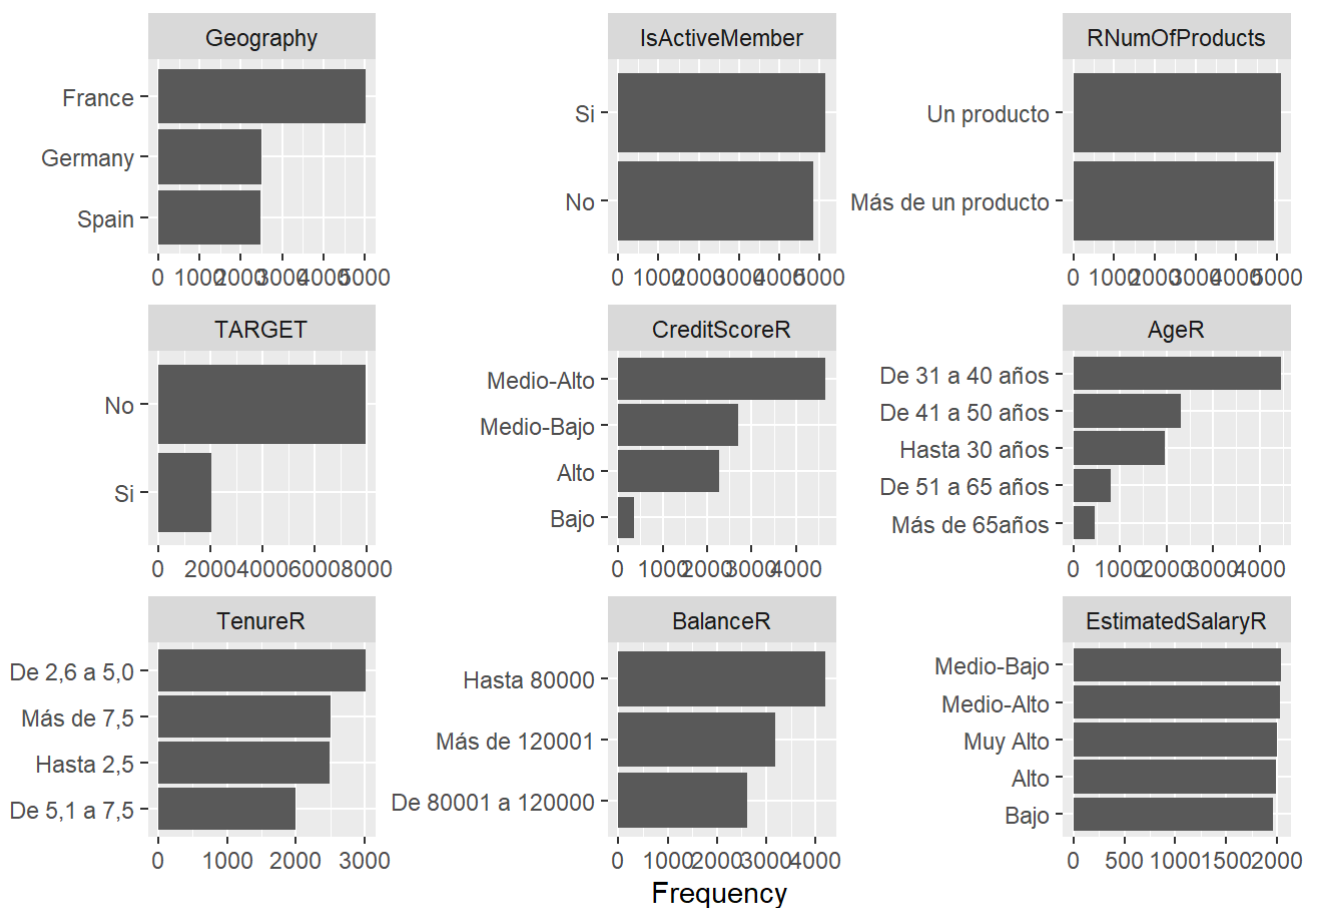 Geography
France
Germany
Spain
0 1000 2000 3000 4000 5000
IsActiveMember
Si
No
0 1000 2000 3000 4000 5000
RNumOfProducts
Un producto
Más de un producto
0 1000 2000 3000 4000 5000
TARGET
No
Si
0 2000 4000 6000 8000
CreditScoreR
Medio-Alto
Medio-Bajo
Alto
Bajo
0 1000 2000 3000 4000
AgeR
De 31 a 40 años
De 41 a 50 años
Hasta 30 años
De 51 a 65 años
Más de 65años
0 1000 2000 3000 4000
TenureR
De 2,6 a 5,0
Más de 7,5
Hasta 2,5
De 5,1 a 7,5
0 1000 2000 3000
BalanceR
Hasta 80000
Más de 120001
De 80001 a 120000
0 1000 2000 3000 4000
EstimatedSalaryR
Medio-Bajo
Medio-Alto
Muy Alto
Alto
Bajo
0 500 1000 1500 2000
Frequency